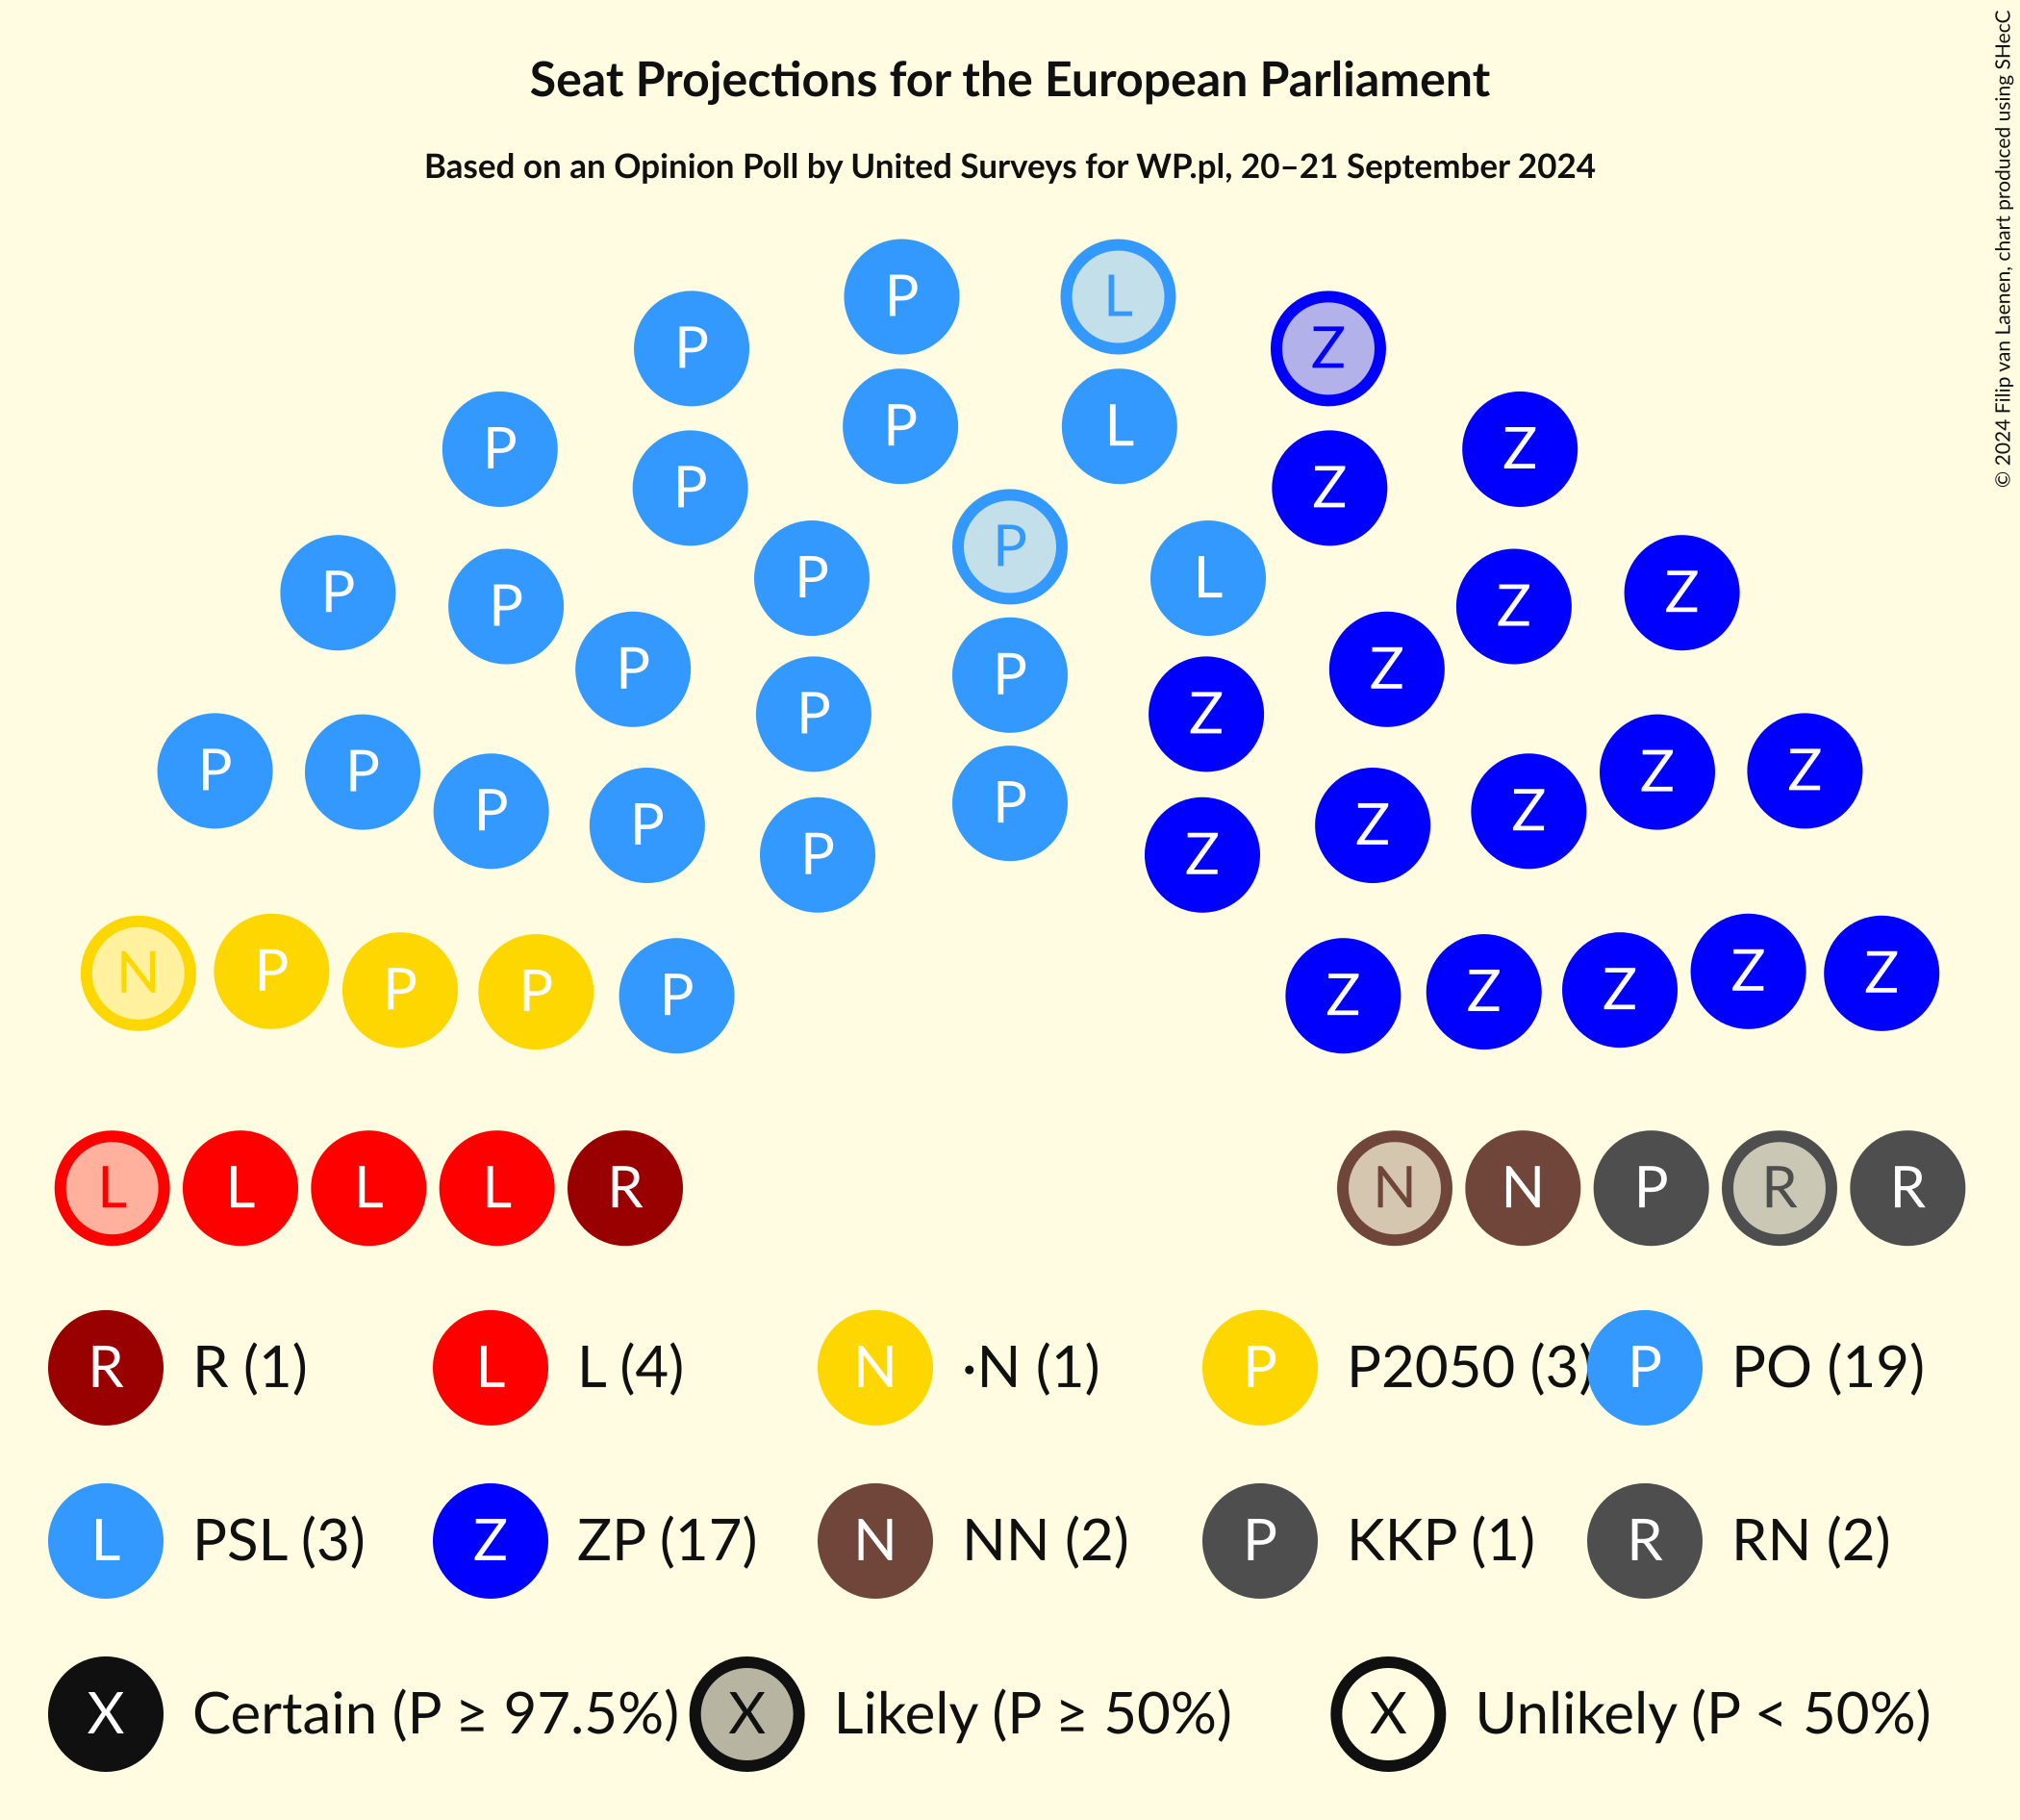 Seat Projections for the European Parliament
Based on an Opinion Poll by United Surveys for WP.pl, 20–21 September 2024
© 2024 Filip van Laenen, chart produced using SHecC
P L
P Z
P L
P Z
P P
P
P L
P P Z Z
P Z
P
P Z
P P Z Z
P
P Z
P Z
P Z
P P P Z Z Z
N P P P P Z Z Z Z Z
L L L L R N N P R R
R R (1) L L (4) N ·N (1) P P2050 (3) P PO (19)
L PSL (3) Z ZP (17) N NN (2) P KKP (1) R RN (2)
X Certain (P ≥ 97.5%) X Likely (P ≥ 50%) X Unlikely (P < 50%)